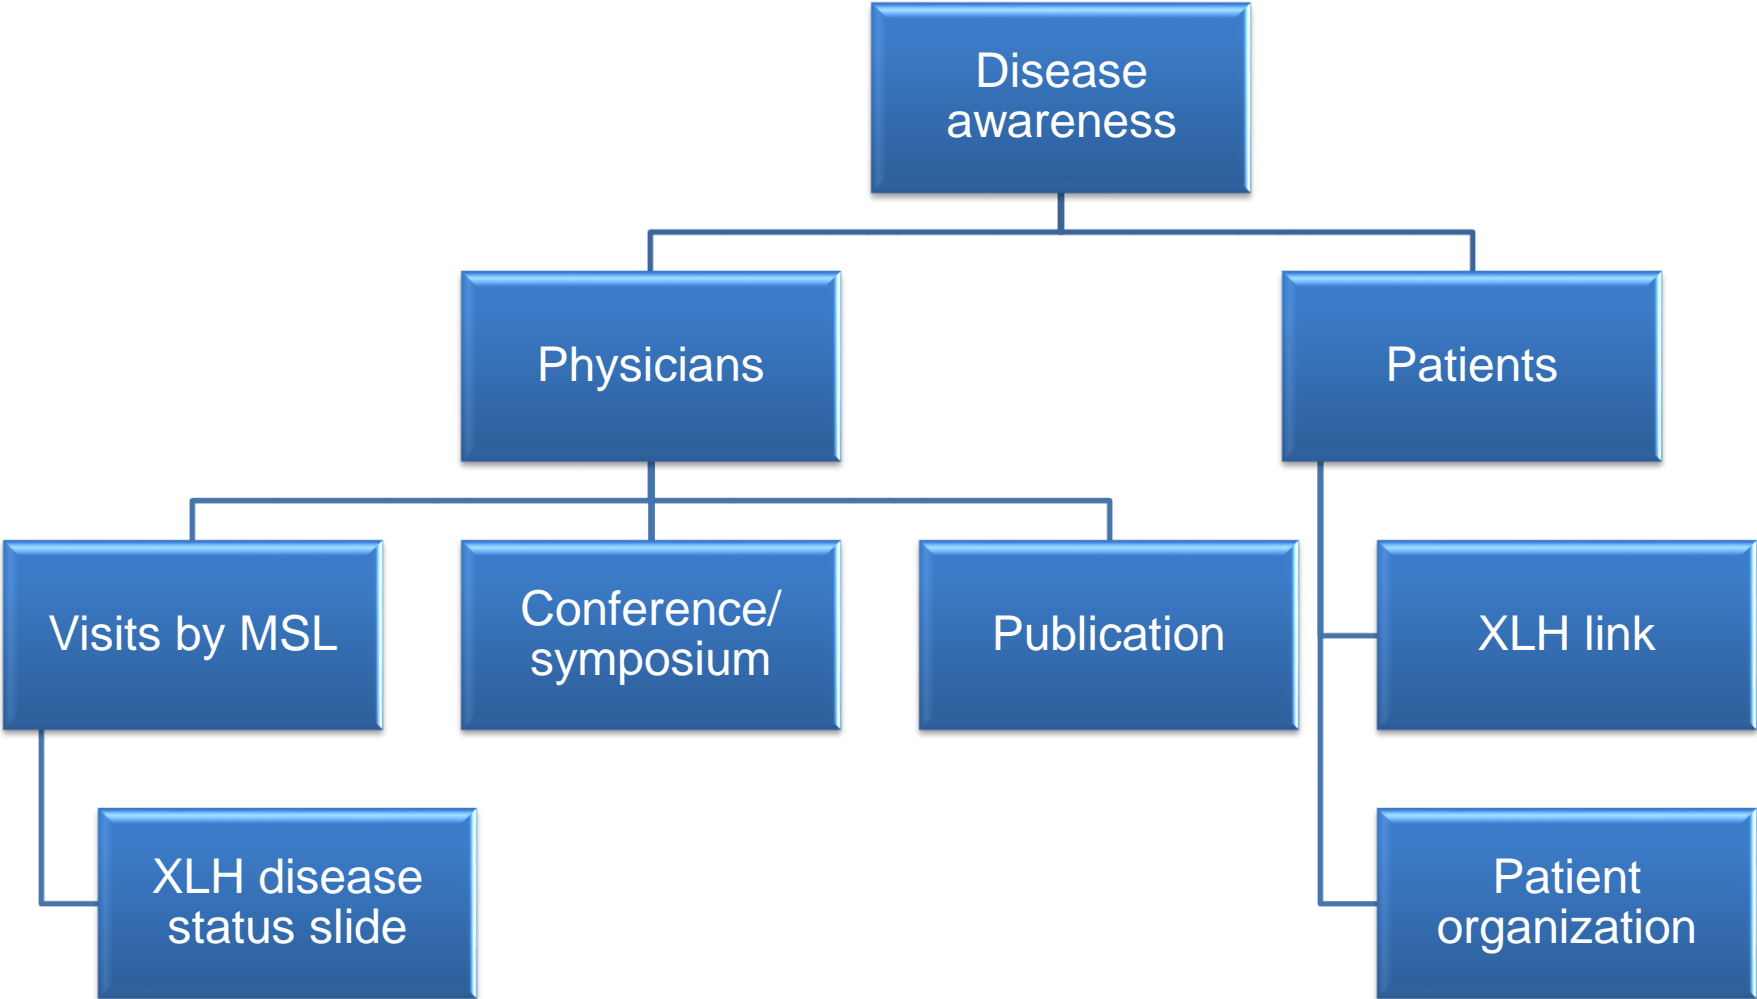 Disease
awareness
Physicians
Patients
Visits by MSL
Conference/
symposium
Publication
XLH link
XLH disease
status slide
Patient
organization